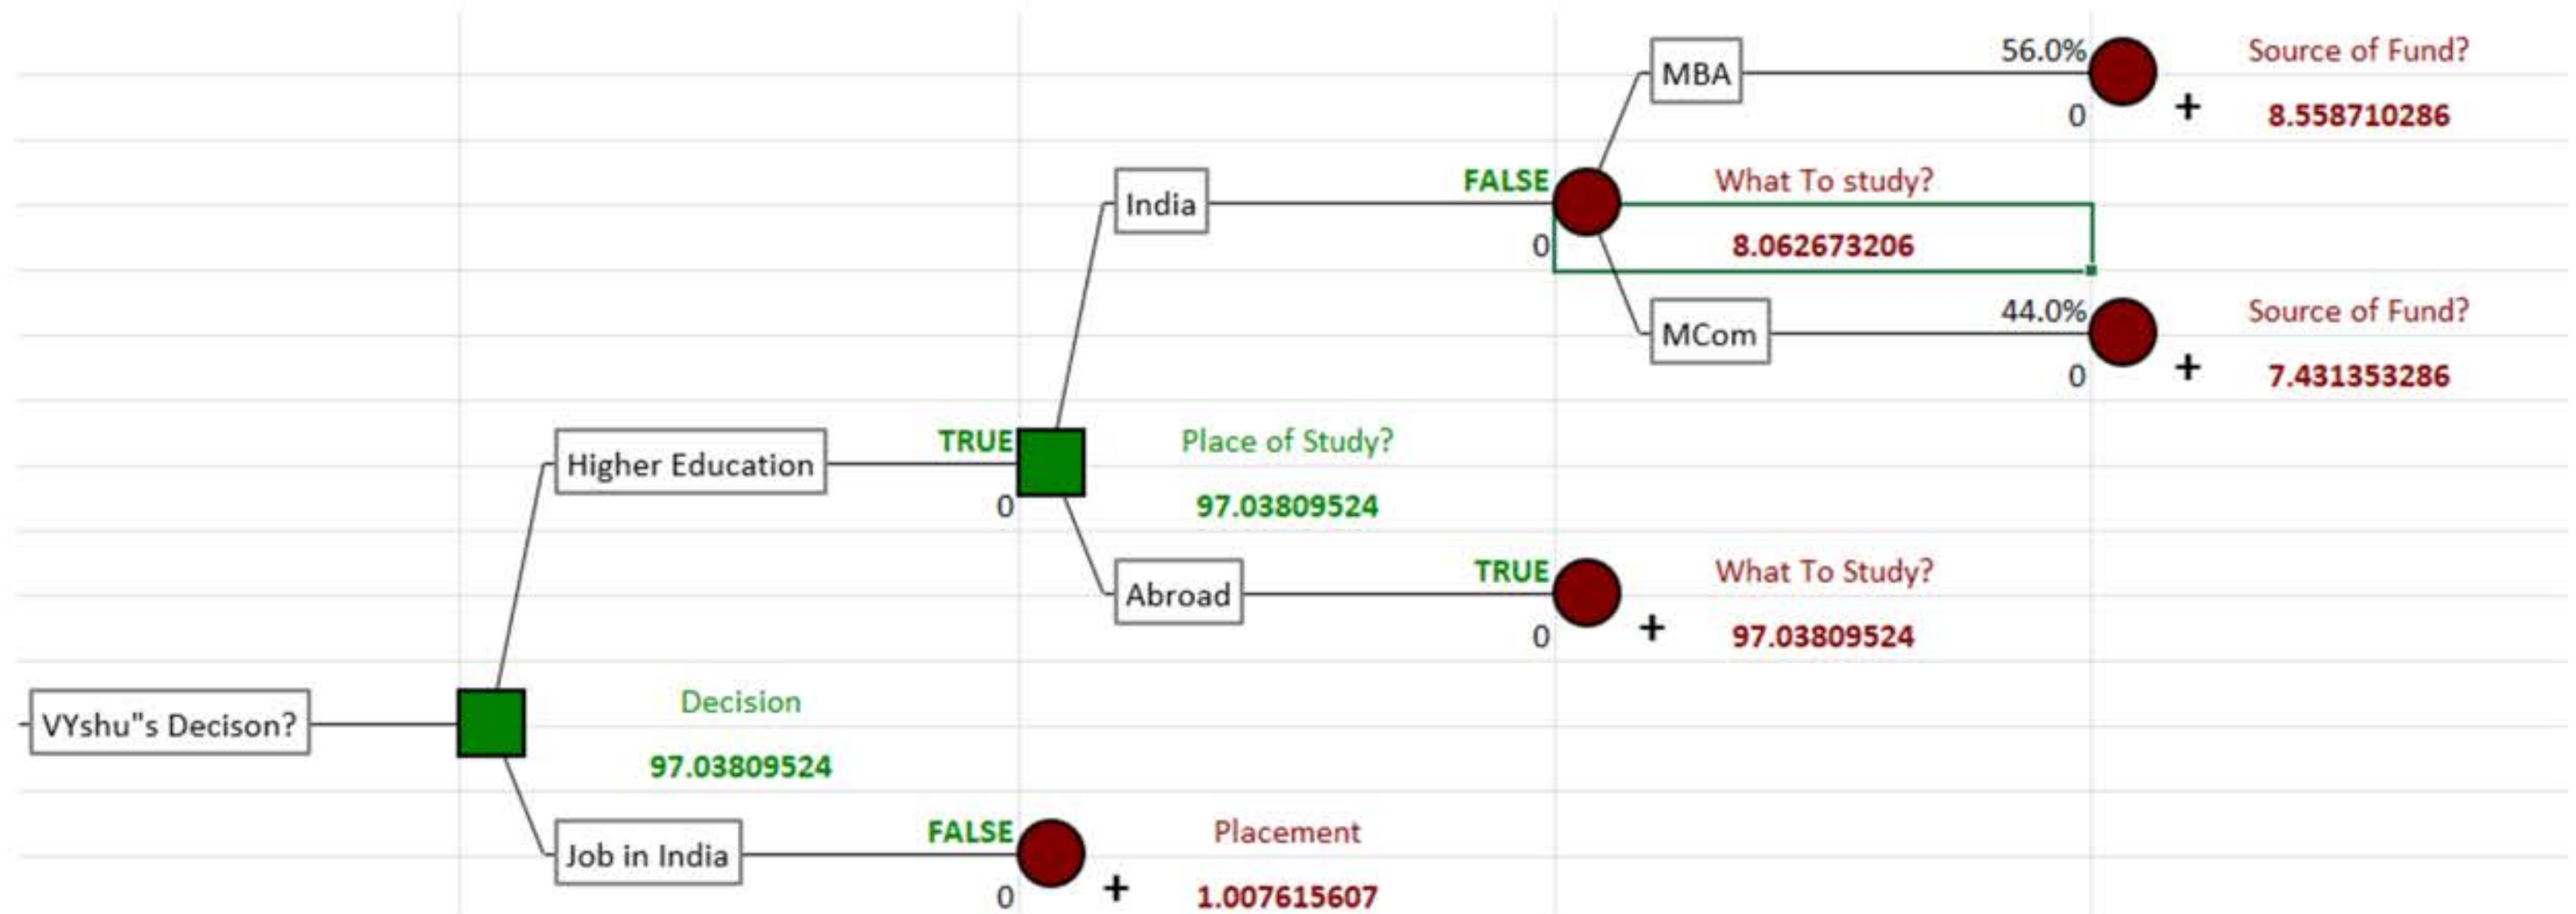 MBA
56.0%
Source of Fund?
0
+
8.558710286
India
FALSE
What To study?
0
8.062673206
MCom
44.0%
Source of Fund?
0
+
7.431353286
Higher Education
TRUE
Place of Study?
0
97.03809524
Abroad
TRUE
What To Study?
0
+
97.03809524
VYshu"s Decison?
Decision
97.03809524
Job in India
FALSE
Placement
0
+
1.007615607